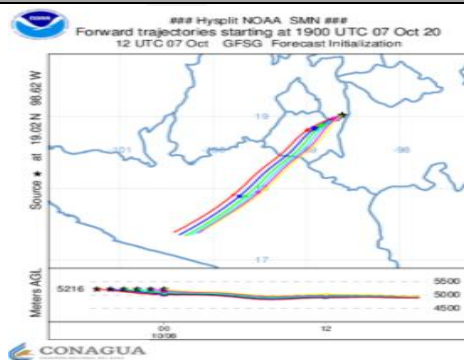 NOAA
### Hysplit NOAA SMN ###
Forward trajectories starting at 1900 UTC 07 Oct 20
12 UTC 07 Oct GFSG Forecast Initialization
Source ★ at 19.02 N 98.62 W
19
17
Meters AGL
5216
5500
5000
4500
00
12
10/08
CONAGUA